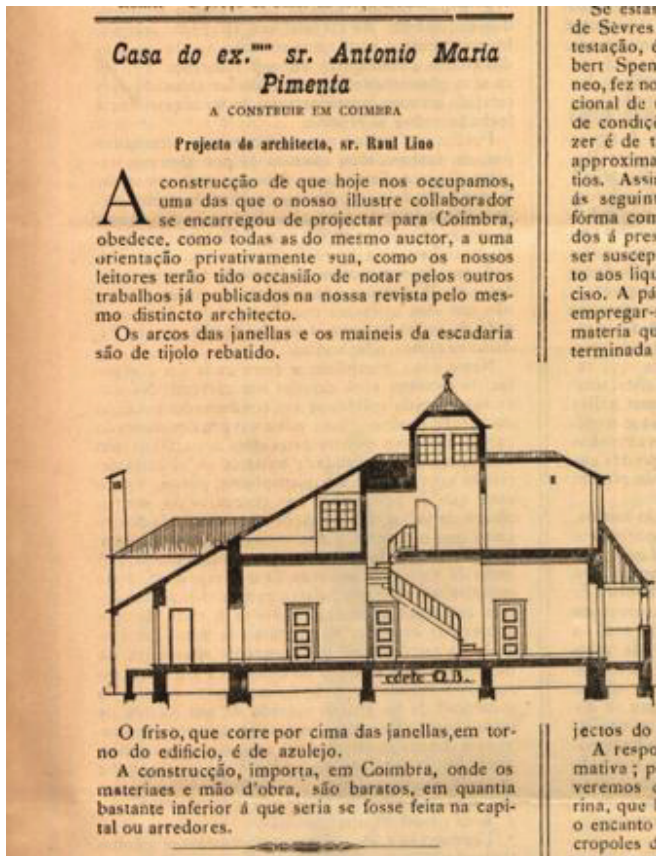 Casa do ex.mo sr. Antonio Maria
Pimenta
A CONSTRUIR EM COIMBRA
Projecto do architecto, sr. Raul Lino
A construcção de que hoje nos occupamos,
uma das que o nosso illustre collaborador
se encarregou de projectar para Coimbra,
obedece, como todas as do mesmo auctor, a uma
orientação privativamente sua, como os nossos
leitores terão tido occasião de notar pelos outros
trabalhos já publicados na nossa revista pelo mes-
mo distincto architecto.
Os arcos das janellas e os maineis da escadaria
são de tijolo rebatido.
corte O.B.
O friso, que corre por cima das janellas, em tor-
no do edificio, é de azulejo.
A construcção, importa, em Coimbra, onde os
materiaes e mão d'obra, são baratos, em quantia
bastante inferior á que seria se fosse feita na capi-
tal ou arredores.
Se estas
de Sèvres
testação, é
bert Spen
neo, fez no
cional de
de condiçõ
zer é de t
approxima
tios. Assim
ás seguint
fórma com
dos á pres
ser suscep
to aos liqu
ciso. A pá
empregar-s
materia qu
terminada
jectos do
A respo
mativa; p
veremos
rina, que
o encanto
cropoles d